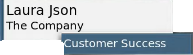 Laura Json
The Company
Customer Success